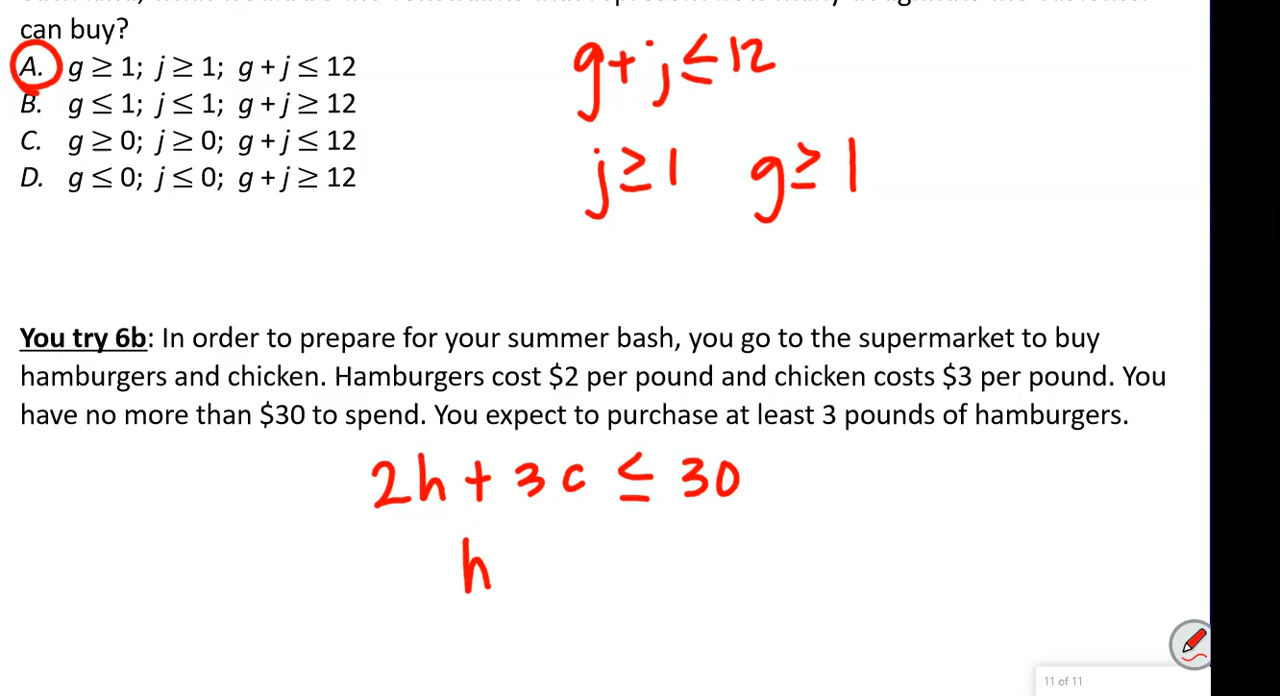 can buy?
A. g ≥ 1; j ≥ 1; g + j ≤ 12
B. g ≤ 1; j ≤ 1; g + j ≥ 12
C. g ≥ 0; j ≥ 0; g + j ≤ 12
D. g ≤ 0; j ≤ 0; g + j ≥ 12
g + j ≤ 12
j ≥ 1 g ≥ 1
You try 6b: In order to prepare for your summer bash, you go to the supermarket to buy
hamburgers and chicken. Hamburgers cost $2 per pound and chicken costs $3 per pound. You
have no more than $30 to spend. You expect to purchase at least 3 pounds of hamburgers.
2h + 3c ≤ 30
h
11 of 11